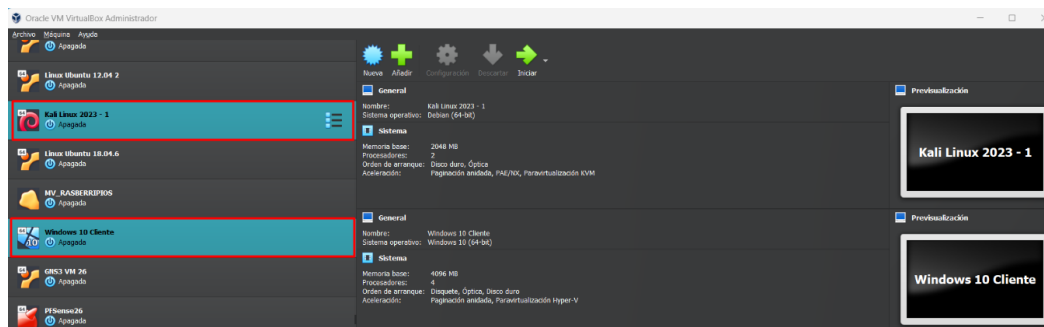 Oracle VM VirtualBox Administrador
Archivo Máquina Ayuda
Apagada
Linux Ubuntu 12.04 2
Apagada
Kali Linux 2023 - 1
Apagada
Linux Ubuntu 18.04.6
Apagada
MV_RASBERRIPIOS
Apagada
Windows 10 Cliente
Apagada
GNS3 VM 26
Apagada
PFSense26
Apagada
Nueva Añadir Configuración Descartar Iniciar
General
Nombre: Kali Linux 2023 - 1
Sistema operativo: Debian (64-bit)
Sistema
Memoria base: 2048 MB
Procesadores: 2
Orden de arranque: Disco duro, Óptica
Aceleración: Paginación anidada, PAE/NX, Paravirtualización KVM
Previsualización
Kali Linux 2023 - 1
General
Nombre: Windows 10 Cliente
Sistema operativo: Windows 10 (64-bit)
Sistema
Memoria base: 4096 MB
Procesadores: 4
Orden de arranque: Disquete, Óptica, Disco duro
Aceleración: Paginación anidada, Paravirtualización Hyper-V
Previsualización
Windows 10 Cliente